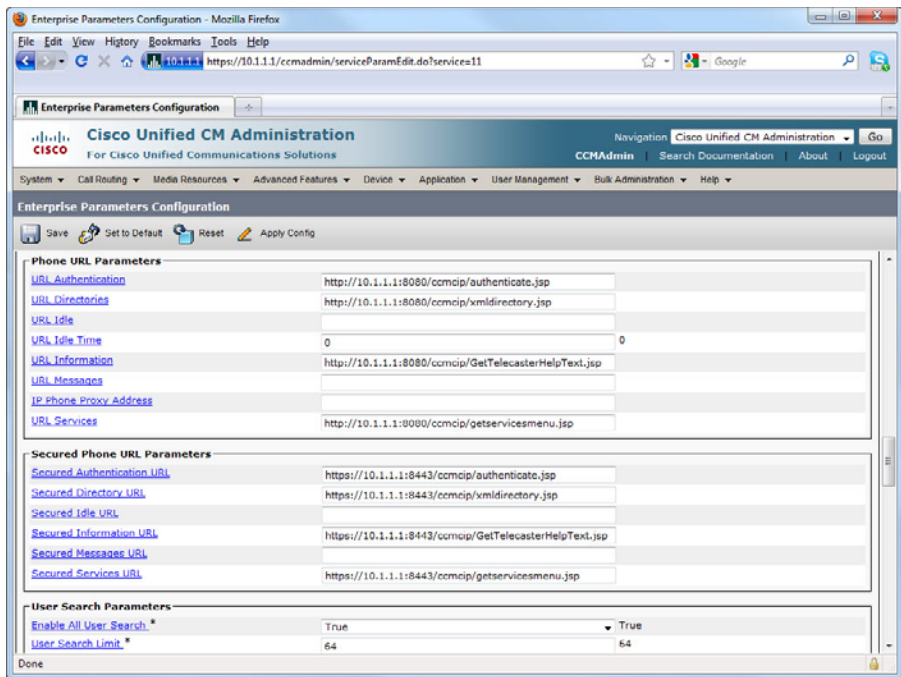 Enterprise Parameters Configuration - Mozilla Firefox
File Edit View History Bookmarks Tools Help
10.1.1.1 https://10.1.1.1/ccmadmin/serviceParamEdit.do?service=11 Google
Enterprise Parameters Configuration
cisco Cisco Unified CM Administration Navigation Cisco Unified CM Administration Go
For Cisco Unified Communications Solutions CCMAdmin | Search Documentation | About | Logout
System Call Routing Media Resources Advanced Features Device Application User Management Bulk Administration Help
Enterprise Parameters Configuration
Save Set to Default Reset Apply Config
Phone URL Parameters
URL Authentication http://10.1.1.1:8080/ccmcip/authenticate.jsp
URL Directories http://10.1.1.1:8080/ccmcip/xmldirectory.jsp
URL Idle
URL Idle Time 0 0
URL Information http://10.1.1.1:8080/ccmcip/GetTelecasterHelpText.jsp
URL Messages
IP Phone Proxy Address
URL Services http://10.1.1.1:8080/ccmcip/getservicesmenu.jsp
Secured Phone URL Parameters
Secured Authentication URL https://10.1.1.1:8443/ccmcip/authenticate.jsp
Secured Directory URL https://10.1.1.1:8443/ccmcip/xmldirectory.jsp
Secured Idle URL
Secured Information URL https://10.1.1.1:8443/ccmcip/GetTelecasterHelpText.jsp
Secured Messages URL
Secured Services URL https://10.1.1.1:8443/ccmcip/getservicesmenu.jsp
User Search Parameters
Enable All User Search * True True
User Search Limit * 64 64
Done